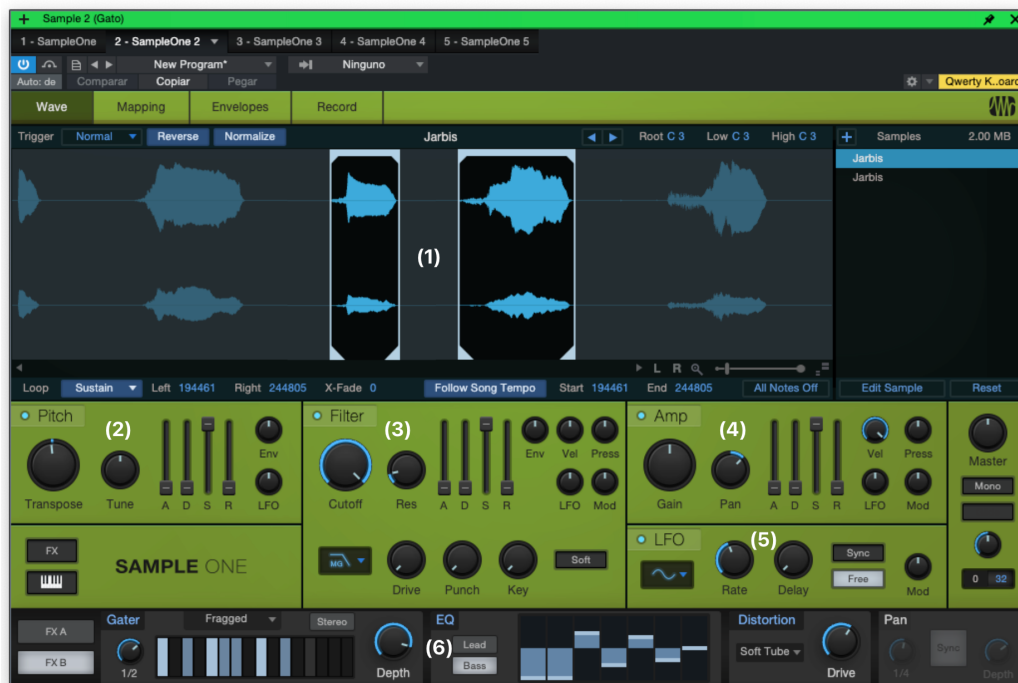 Sample 2 (Gato)
1 - SampleOne 2 - SampleOne 2 3 - SampleOne 3 4 - SampleOne 4 5 - SampleOne 5
New Program* Ninguno
Auto: de Comparar Copiar Pegar Qwerty K..oard
Wave Mapping Envelopes Record
Trigger Normal Reverse Normalize Jarbis Root C 3 Low C 3 High C 3 Samples 2.00 MB
Jarbis
Jarbis
(1)
L R
Loop Sustain Left 194461 Right 244805 X-Fade 0 Follow Song Tempo Start 194461 End 244805 All Notes Off Edit Sample Reset
Pitch (2) Filter (3) Amp (4)
Env Env Vel Press Vel Press Master
Transpose Tune A D S R LFO Cutoff Res A D S R LFO Mod Gain Pan A D S R LFO Mod Mono
LFO (5)
FX SAMPLE ONE MG Soft Sync
Free 0 32
Drive Punch Key Rate Delay Mod
FX A Gater Fragged Stereo EQ Distortion Pan
(6) Lead Soft Tube Sync
FX B Bass
1/2 Depth Drive 1/4 Depth